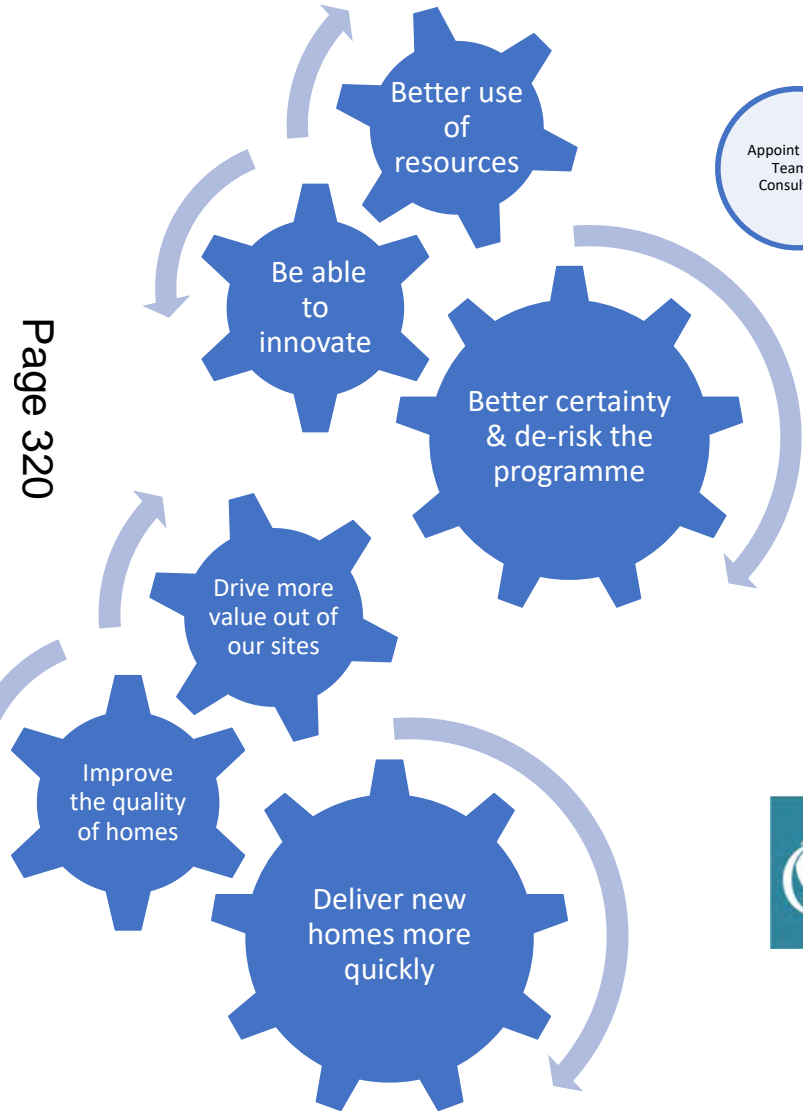 Better use
of
resources
Appoint
Team
Be able
to
innovate
Better certainty
& de-risk the
programme
Page 320
Drive more
value out of
our sites
Improve
the quality
of homes
Deliver new
homes more
quickly